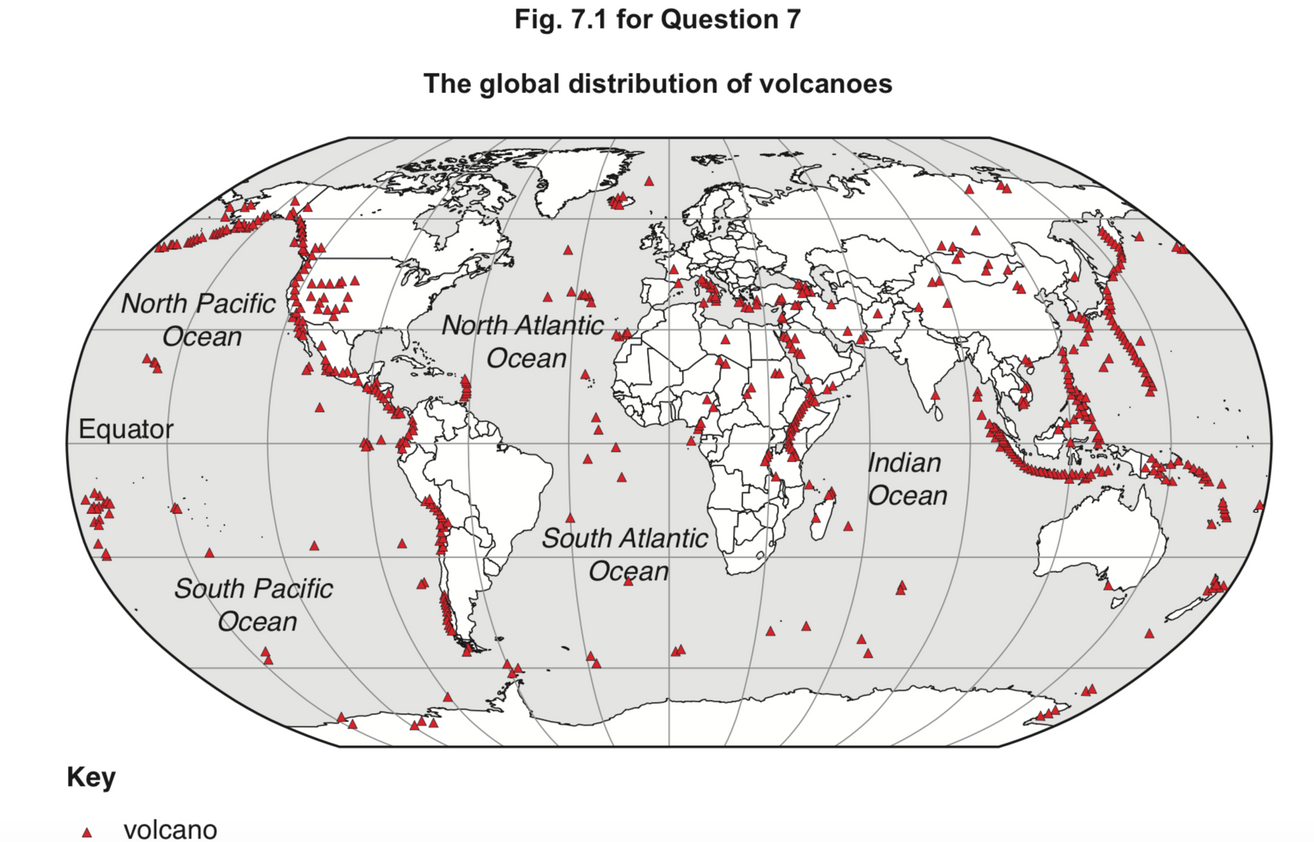 Fig. 7.1 for Question 7
The global distribution of volcanoes
North Pacific
Ocean
North Atlantic
Ocean
Equator
Indian
Ocean
South Atlantic
Ocean
South Pacific
Ocean
Key
volcano